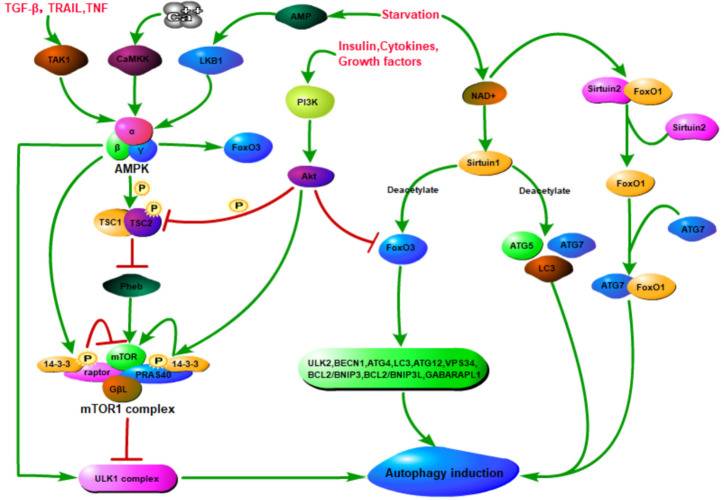 TGF-β, TRAIL,TNF
AMP
Starvation
Insulin,Cytokines,
Growth factors
TAK1
CaMKK
LKB1
PI3K
NAD+
Sirtuin2
FoxO1
Sirtuin2
α
β
γ
AMPK
FoxO3
Akt
Sirtuin1
FoxO1
Deacetylate
Deacetylate
P
P
P
TSC1
TSC2
FoxO3
ATG5
ATG7
LC3
ATG7
Pheb
ATG7
FoxO1
14-3-3
P
mTOR
P
14-3-3
raptor
PRAS40
GβL
mTOR1 complex
ULK2,BECN1,ATG4,LC3,ATG12,VPS34,
BCL2/BNIP3,BCL2/BNIP3L,GABARAPL1
ULK1 complex
Autophagy induction